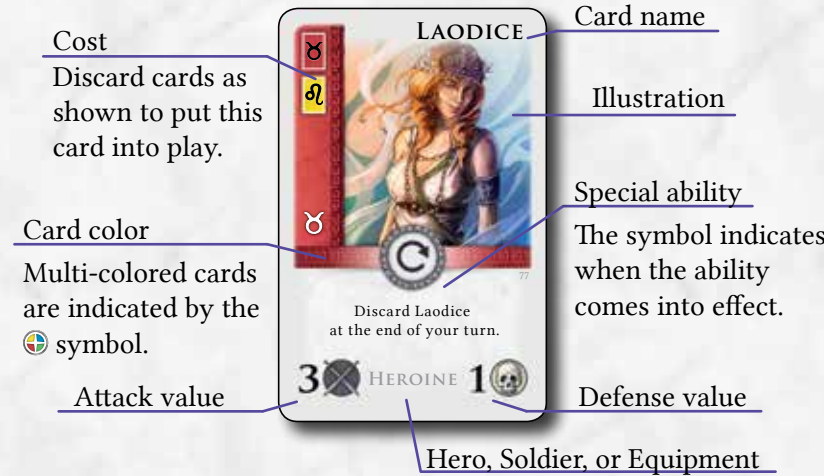 Cost
Discard cards as
shown to put this
card into play.
Card color
Multi-colored cards
are indicated by the
symbol.
Attack value
LAODICE
77
Discard Laodice
at the end of your turn.
3 HEROINE 1
Card name
Illustration
Special ability
The symbol indicates
when the ability
comes into effect.
Defense value
Hero, Soldier, or Equipment